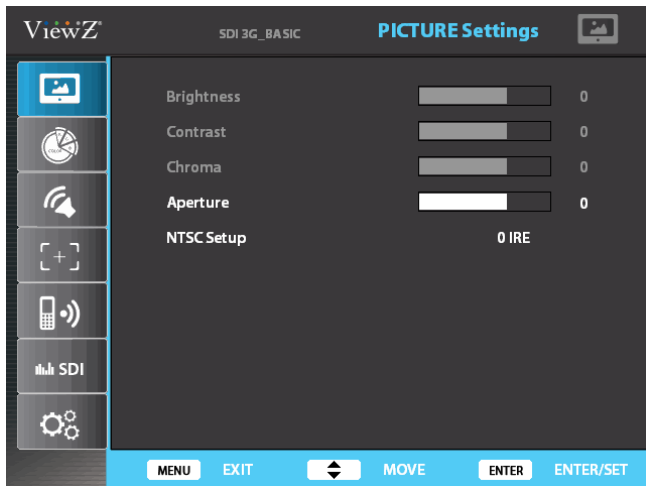 ViewZ SDI 3G_BASIC PICTURE Settings
Brightness 0
Contrast 0
Chroma 0
Aperture 0
NTSC Setup 0 IRE
COLOR
SDI
MENU EXIT MOVE ENTER ENTER/SET